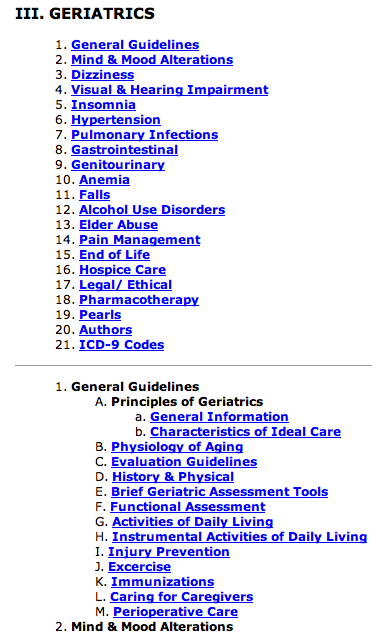 III. GERIATRICS
1. General Guidelines
2. Mind & Mood Alterations
3. Dizziness
4. Visual & Hearing Impairment
5. Insomnia
6. Hypertension
7. Pulmonary Infections
8. Gastrointestinal
9. Genitourinary
10. Anemia
11. Falls
12. Alcohol Use Disorders
13. Elder Abuse
14. Pain Management
15. End of Life
16. Hospice Care
17. Legal/ Ethical
18. Pharmacotherapy
19. Pearls
20. Authors
21. ICD-9 Codes
1. General Guidelines
A. Principles of Geriatrics
a. General Information
b. Characteristics of Ideal Care
B. Physiology of Aging
C. Evaluation Guidelines
D. History & Physical
E. Brief Geriatric Assessment Tools
F. Functional Assessment
G. Activities of Daily Living
H. Instrumental Activities of Daily Living
I. Injury Prevention
J. Excercise
K. Immunizations
L. Caring for Caregivers
M. Perioperative Care
2. Mind & Mood Alterations